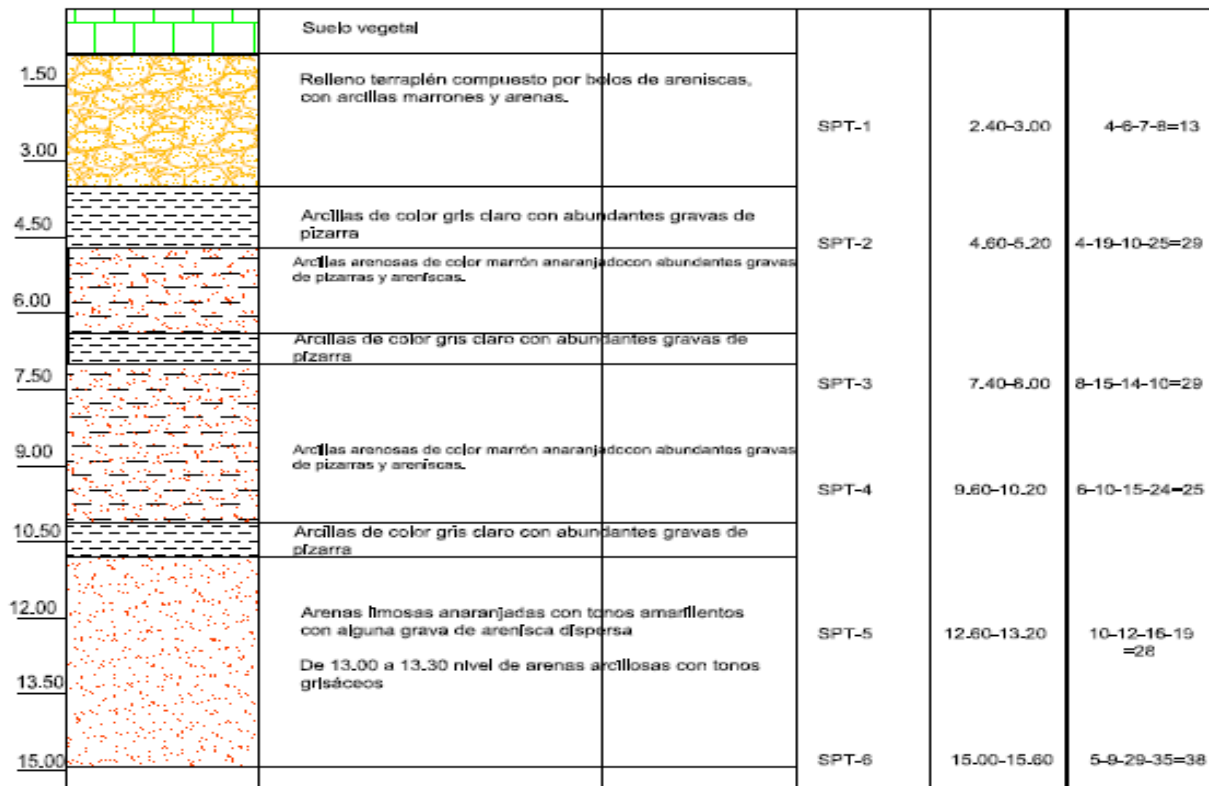 Suelo vegetal
1.50
Relleno terraplén compuesto por bolos de areniscas,
con arcillas marrones y arenas.
SPT-1
2.40-3.00
4-6-7-8=13
3.00
Arcillas de color gris claro con abundantes gravas de
pizarra
4.50
SPT-2
4.60-5.20
4-19-10-25=29
Arcillas arenosas de color marrón anaranjadocon abundantes gravas
de pizarras y areniscas.
6.00
Arcillas de color gris claro con abundantes gravas de
pizarra
7.50
SPT-3
7.40-8.00
8-15-14-10=29
9.00
Arcillas arenosas de color marrón anaranjadocon abundantes gravas
de pizarras y areniscas.
SPT-4
9.60-10.20
6-10-15-24=25
10.50
Arcillas de color gris claro con abundantes gravas de
pizarra
12.00
Arenas limosas anaranjadas con tonos amarillentos
con alguna grava de arenisca dispersa
SPT-5
12.60-13.20
10-12-16-19
=28
De 13.00 a 13.30 nivel de arenas arcillosas con tonos
grisáceos
13.50
15.00
SPT-6
15.00-15.60
5-9-29-35=38